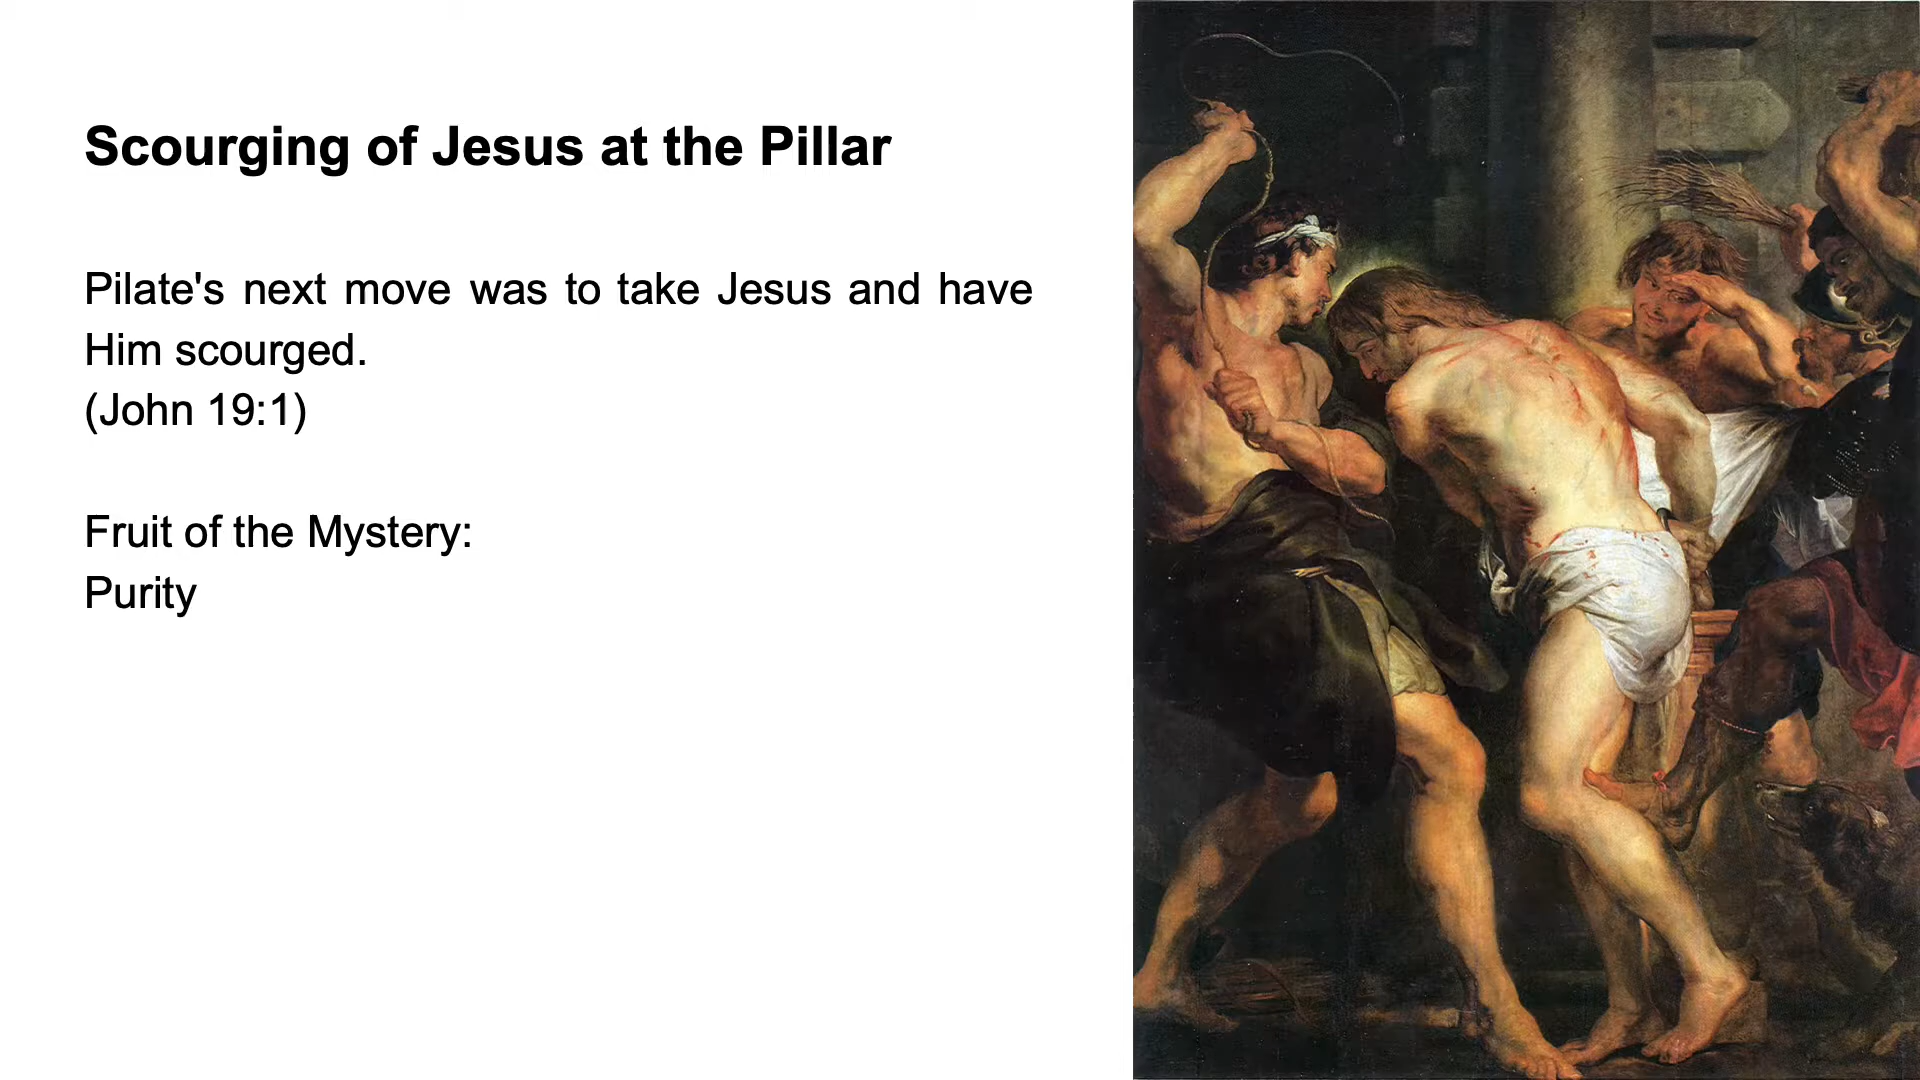 Scourging of Jesus at the Pillar
Pilate's next move was to take Jesus and have
Him scourged.
(John 19:1)
Fruit of the Mystery:
Purity